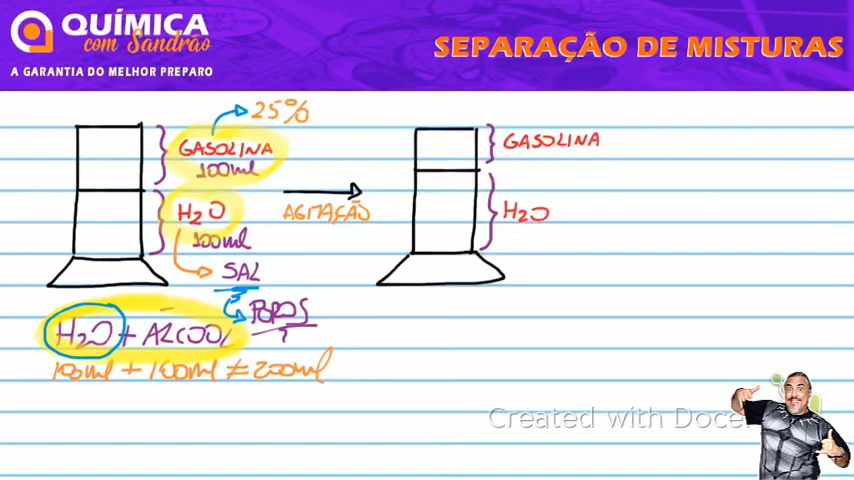 QUÍMICA
com Sandrão
A GARANTIA DO MELHOR PREPARO
SEPARAÇÃO DE MISTURAS
25%
GASOLINA
100ml
H2O
100ml
SAL
POROS
?
AGITAÇÃO
GASOLINA
H2O
H2O + ÁLCOOL
100ml + 100ml ≠ 200ml
Created with Doce